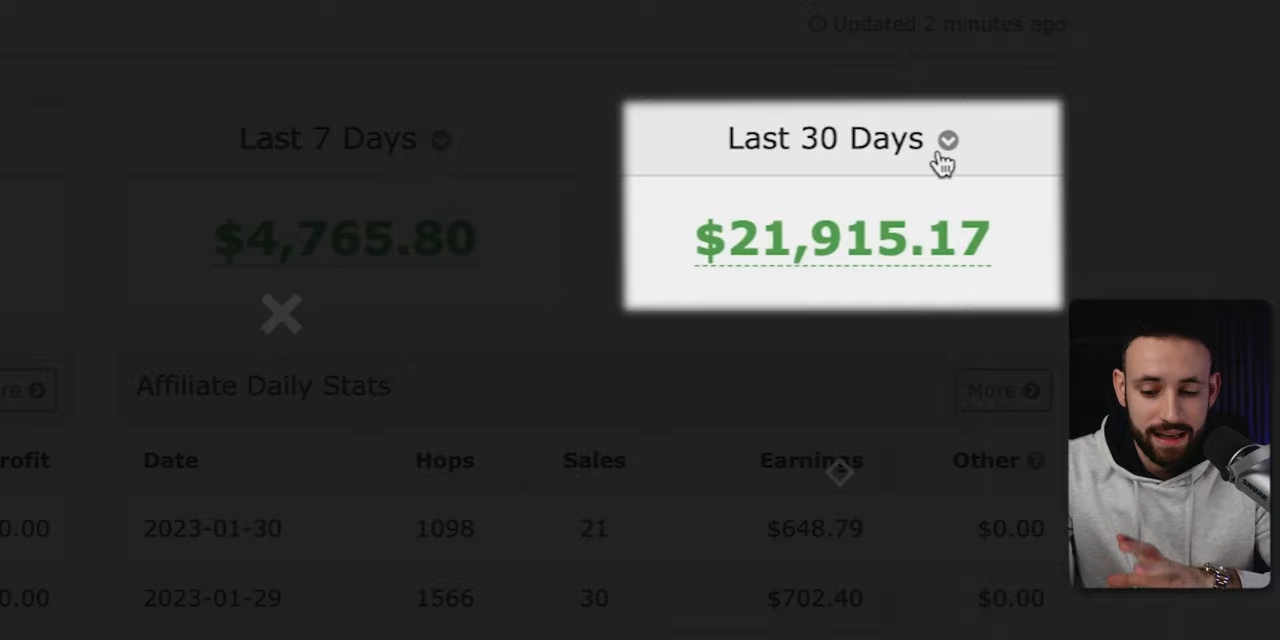 Updated 2 minutes ago
Last 7 Days
Last 30 Days
$4,765.80
$21,915.17
Affiliate Daily Stats
More
rofit Date Hops Sales Earnings Other
0.00 2023-01-30 1098 21 $648.79 $0.00
0.00 2023-01-29 1566 30 $702.40 $0.00
SHURE